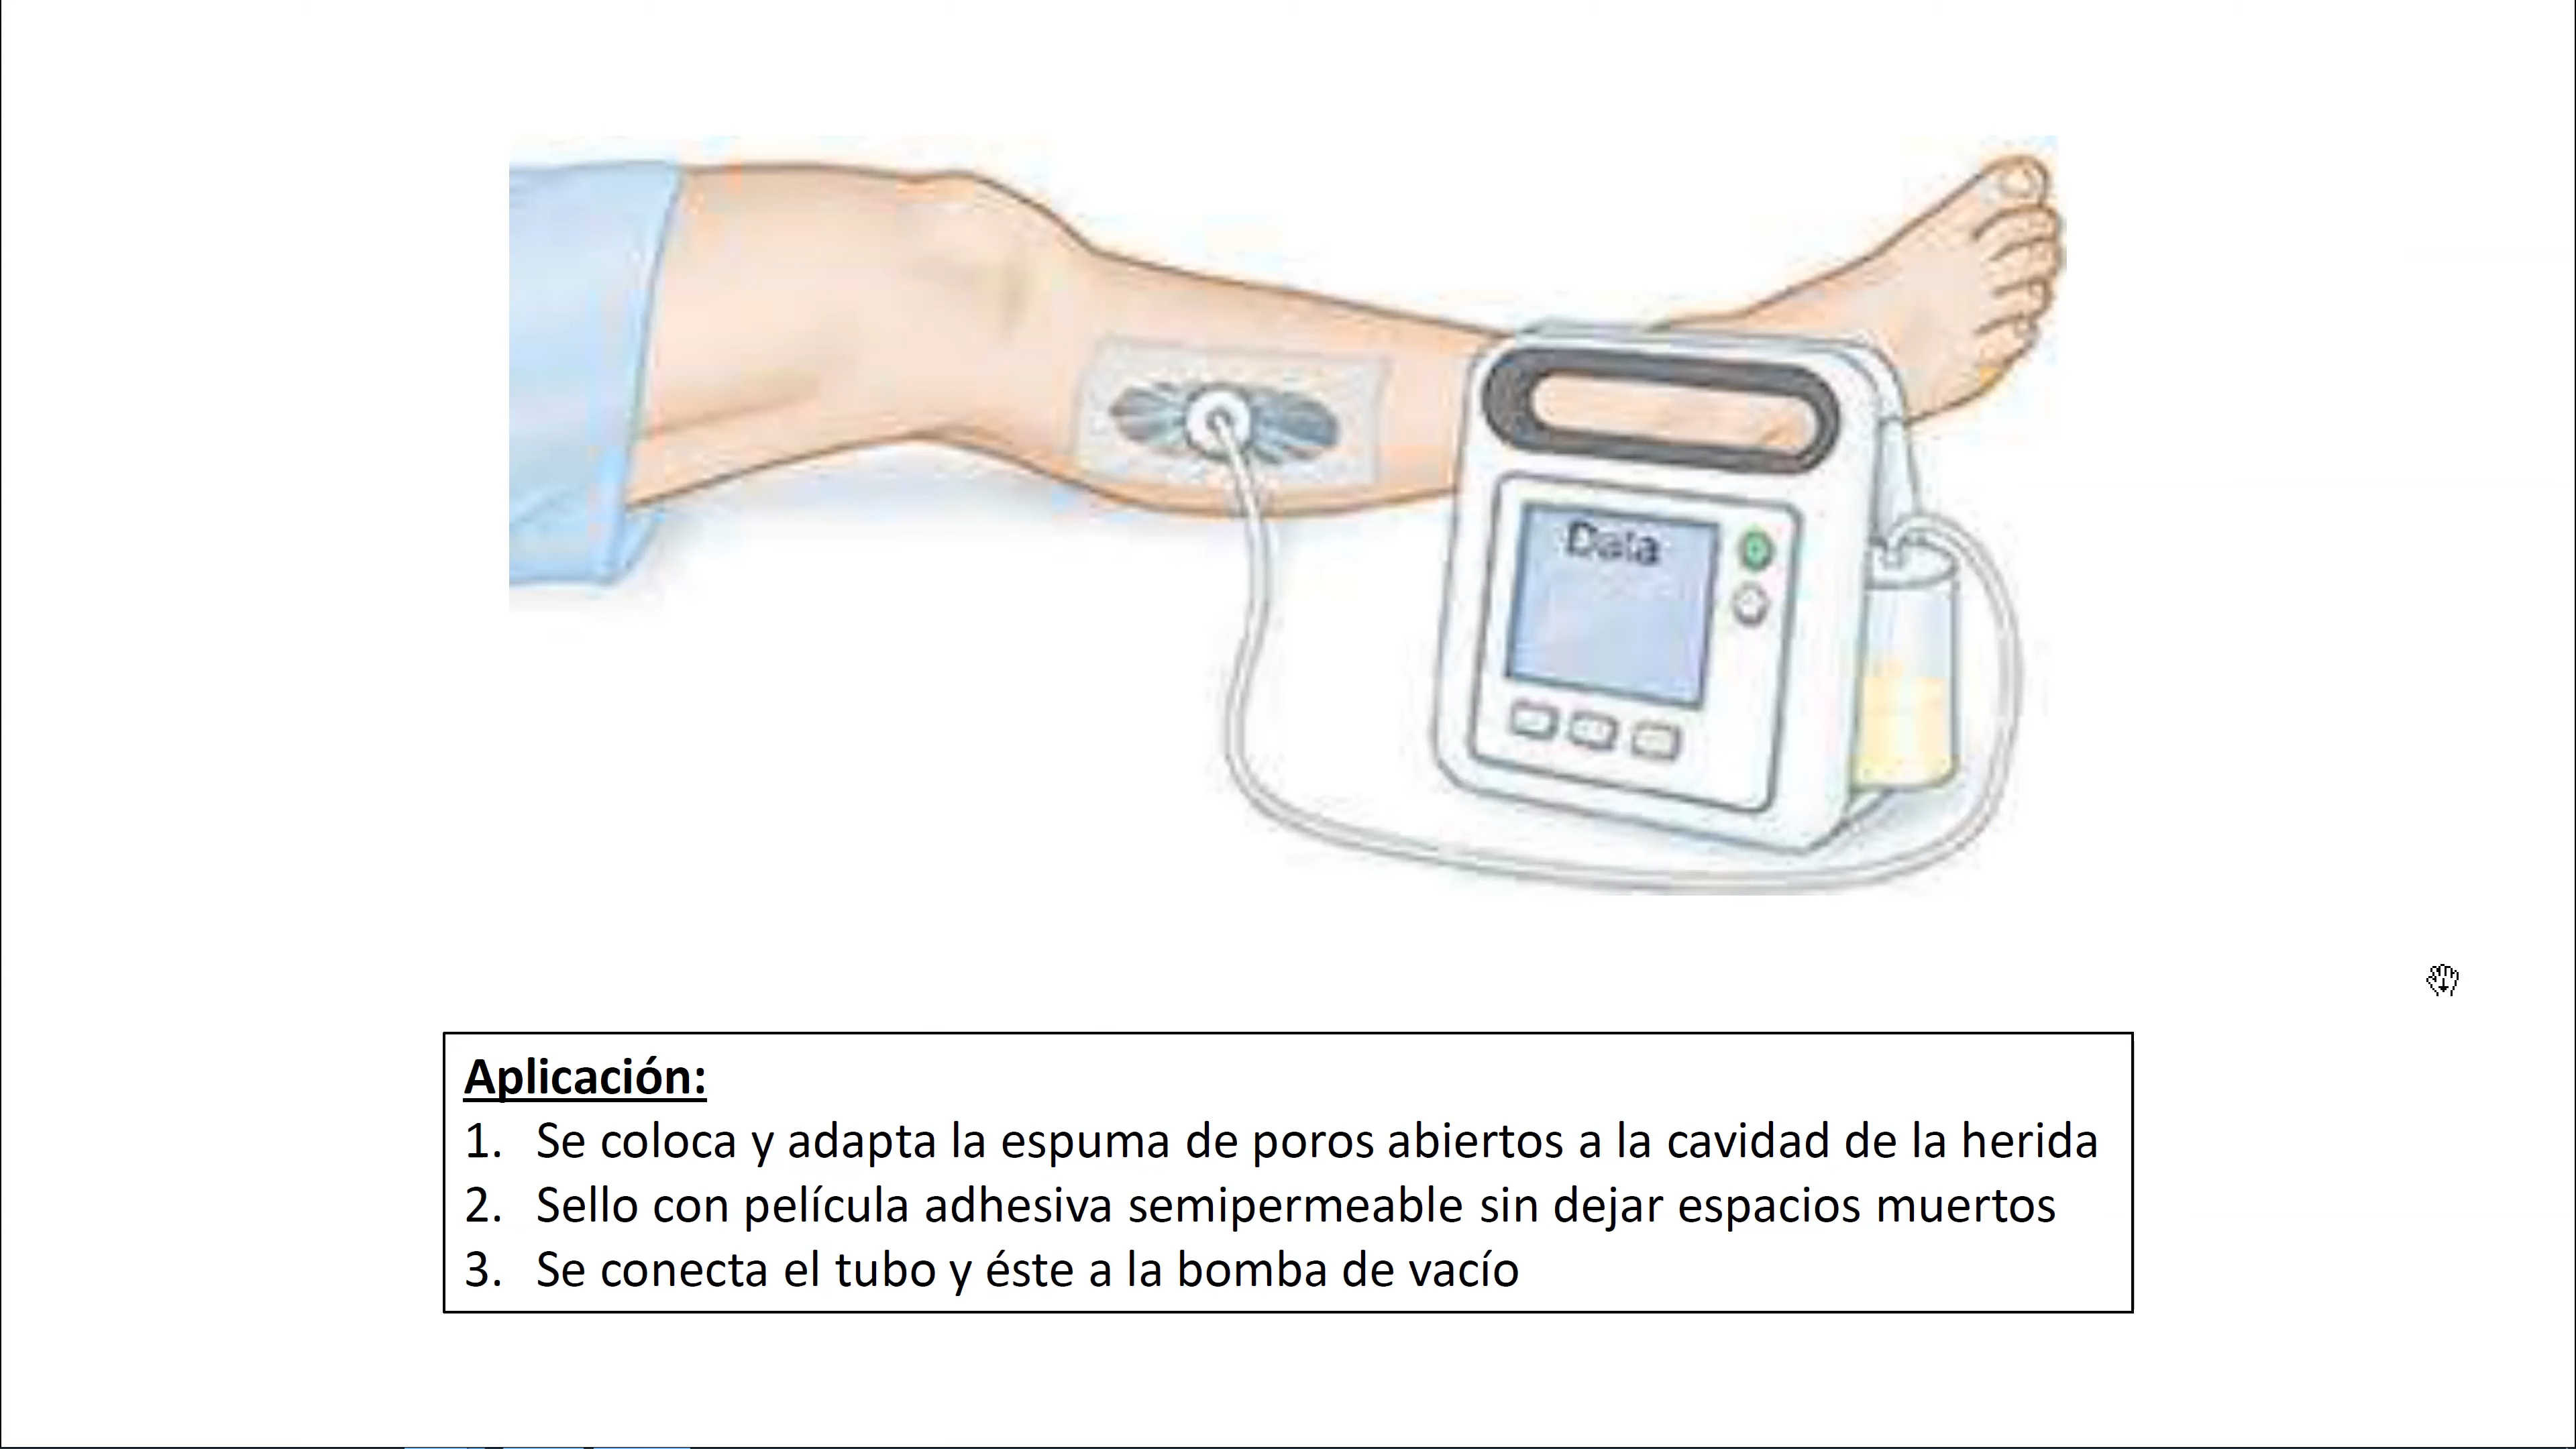 Data
Aplicación:
1. Se coloca y adapta la espuma de poros abiertos a la cavidad de la herida
2. Sello con película adhesiva semipermeable sin dejar espacios muertos
3. Se conecta el tubo y éste a la bomba de vacío